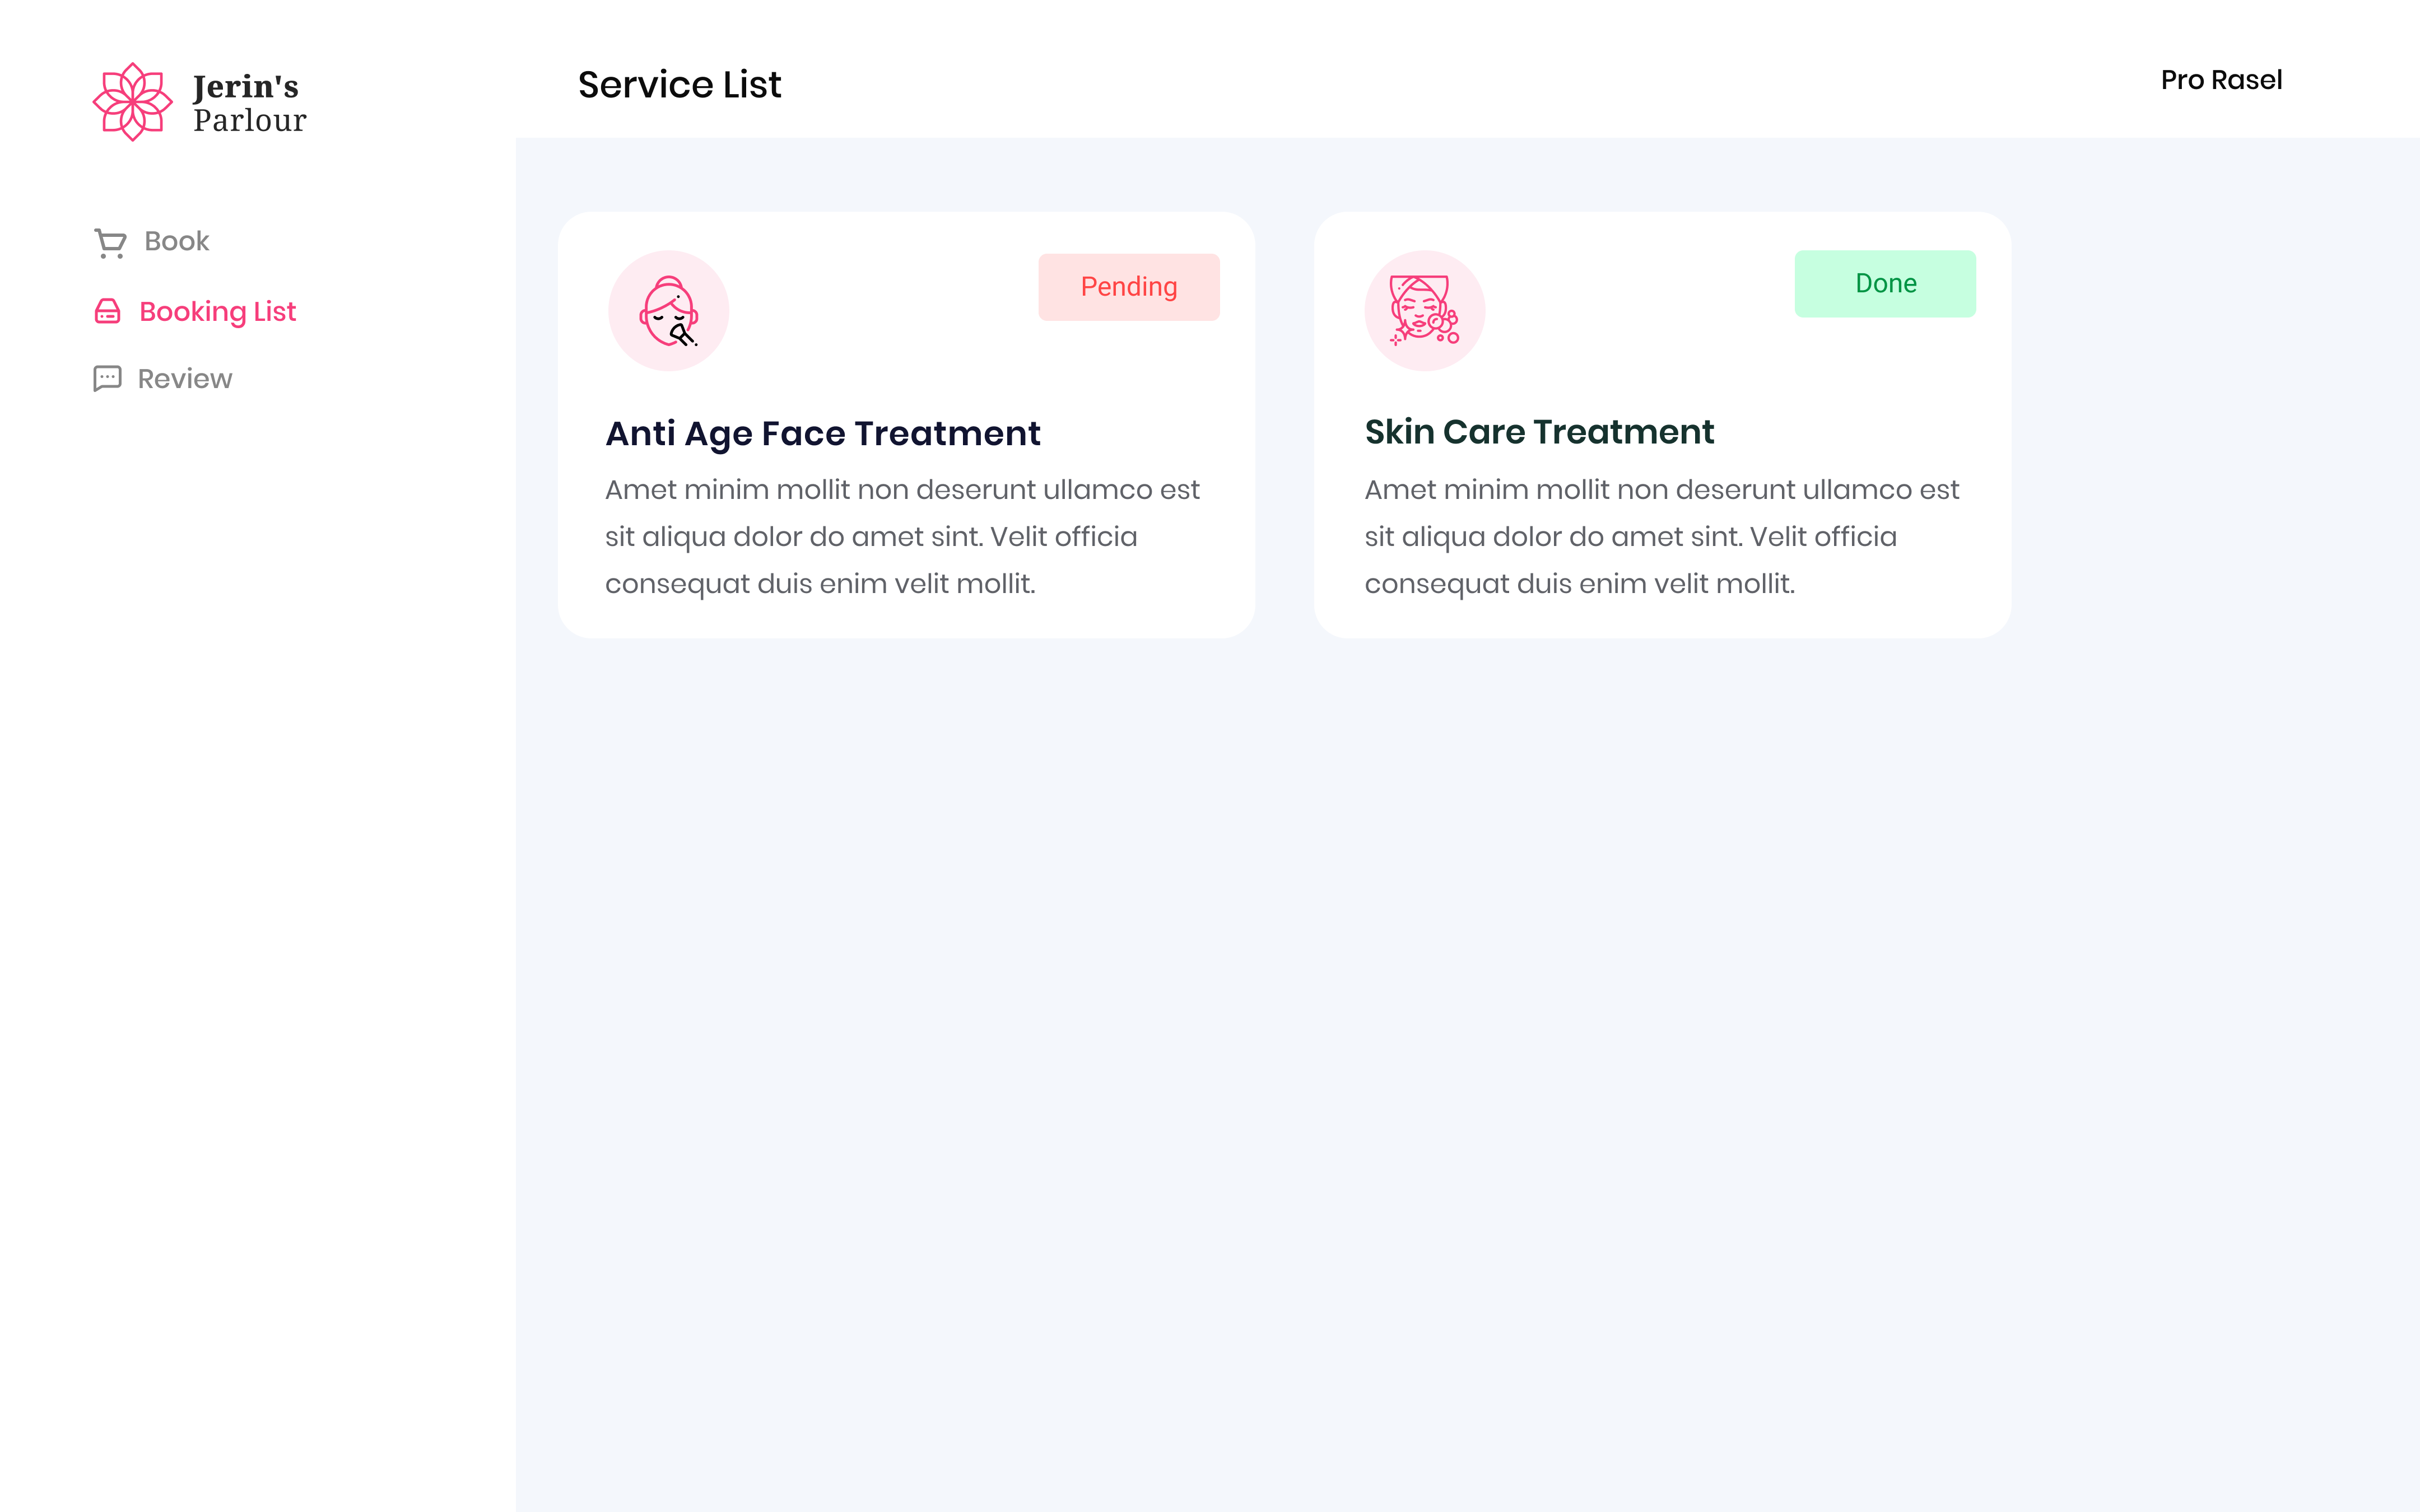 Jerin's
Parlour
Service List
Pro Rasel
Book
Booking List
Review
Pending
Anti Age Face Treatment
Amet minim mollit non deserunt ullamco est
sit aliqua dolor do amet sint. Velit officia
consequat duis enim velit mollit.
Done
Skin Care Treatment
Amet minim mollit non deserunt ullamco est
sit aliqua dolor do amet sint. Velit officia
consequat duis enim velit mollit.